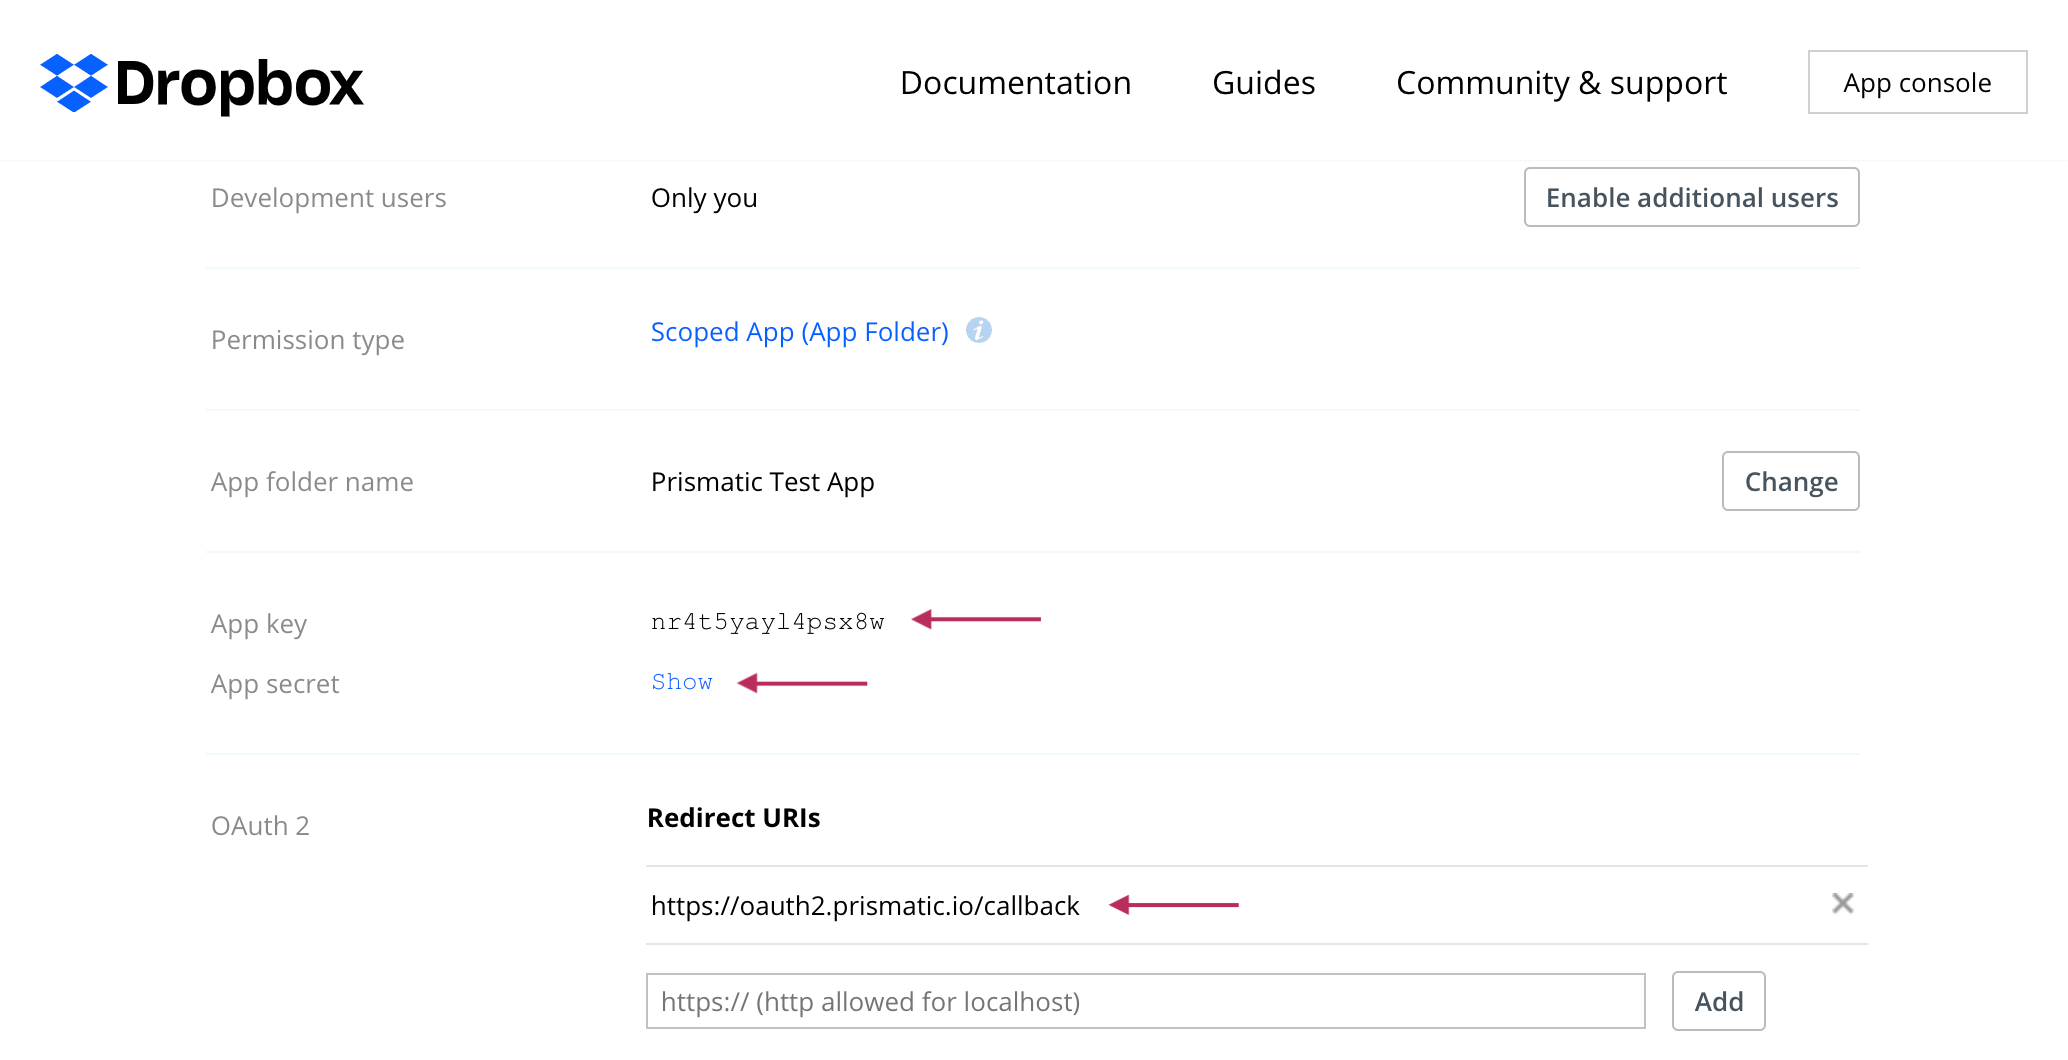 Dropbox
Documentation Guides Community & support App console
Development users Only you Enable additional users
Permission type Scoped App (App Folder) i
App folder name Prismatic Test App Change
App key nr4t5yayl4psx8w
App secret Show
OAuth 2 Redirect URIs
https://oauth2.prismatic.io/callback
https:// (http allowed for localhost) Add